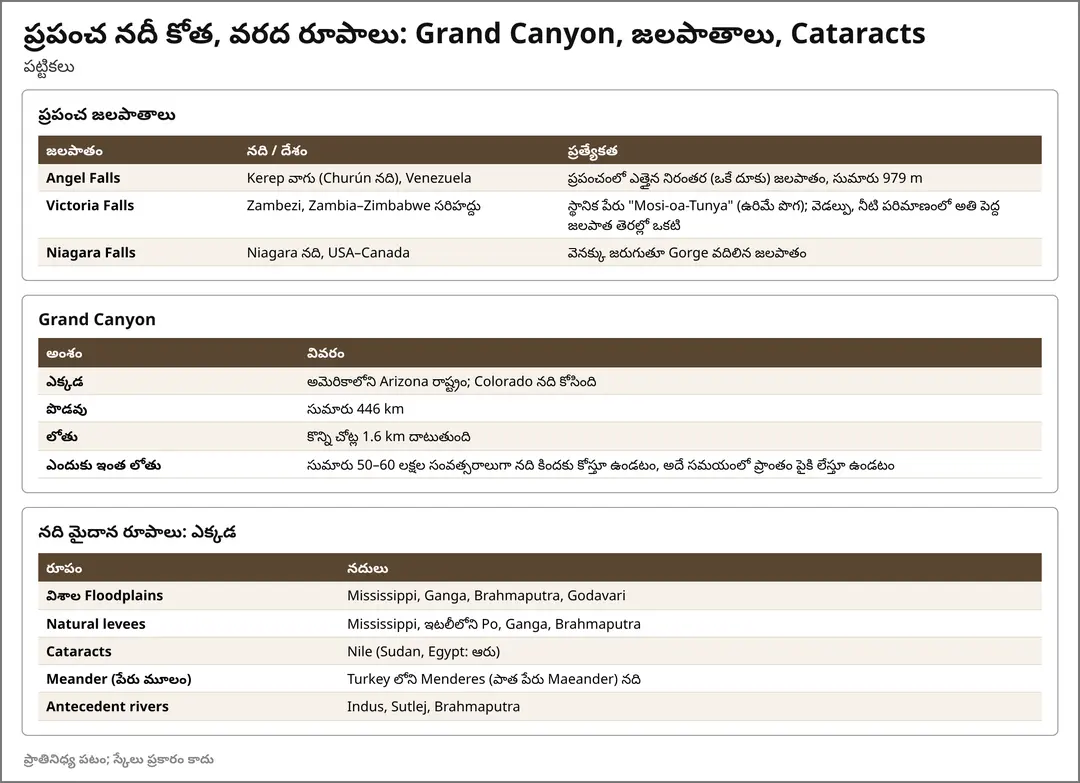 ప్రపంచ నదీ కోత, వరద రూపాలు: Grand Canyon, జలపాతాలు, Cataracts
పట్టికలు
ప్రపంచ జలపాతాలు
జలపాతం నది / దేశం ప్రత్యేకత
Angel Falls Kerep వాగు (Churún నది), Venezuela ప్రపంచంలో ఎత్తైన నిరంతర (ఒకే దూకు) జలపాతం, సుమారు 979 m
Victoria Falls Zambezi, Zambia–Zimbabwe సరిహద్దు స్థానిక పేరు "Mosi-oa-Tunya" (ఉరిమే పొగ); వెడల్పు, నీటి పరిమాణంలో అతి పెద్ద
జలపాత తెరల్లో ఒకటి
Niagara Falls Niagara నది, USA–Canada వెనక్కు జరుగుతూ Gorge వదిలిన జలపాతం
Grand Canyon
అంశం వివరం
ఎక్కడ అమెరికాలోని Arizona రాష్ట్రం; Colorado నది కోసింది
పొడవు సుమారు 446 km
లోతు కొన్ని చోట్ల 1.6 km దాటుతుంది
ఎందుకు ఇంత లోతు సుమారు 50–60 లక్షల సంవత్సరాలుగా నది కిందకు కోస్తూ ఉండటం, అదే సమయంలో ప్రాంతం పైకి లేస్తూ ఉండటం
నది మైదాన రూపాలు: ఎక్కడ
రూపం నదులు
విశాల Floodplains Mississippi, Ganga, Brahmaputra, Godavari
Natural levees Mississippi, ఇటలీలోని Po, Ganga, Brahmaputra
Cataracts Nile (Sudan, Egypt: ఆరు)
Meander (పేరు మూలం) Turkey లోని Menderes (పాత పేరు Maeander) నది
Antecedent rivers Indus, Sutlej, Brahmaputra
ప్రాతినిధ్య పటం; స్కేలు ప్రకారం కాదు